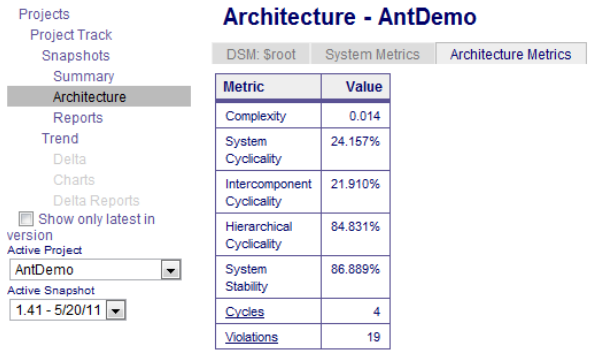 Projects
Project Track
Snapshots
Summary
Architecture
Reports
Trend
Delta
Charts
Delta Reports
Show only latest in
version
Active Project
AntDemo
Active Snapshot
1.41 - 5/20/11
Architecture - AntDemo
DSM: $root System Metrics Architecture Metrics
Metric Value
Complexity 0.014
System 24.157%
Cyclicality
Intercomponent 21.910%
Cyclicality
Hierarchical 84.831%
Cyclicality
System 86.889%
Stability
Cycles 4
Violations 19